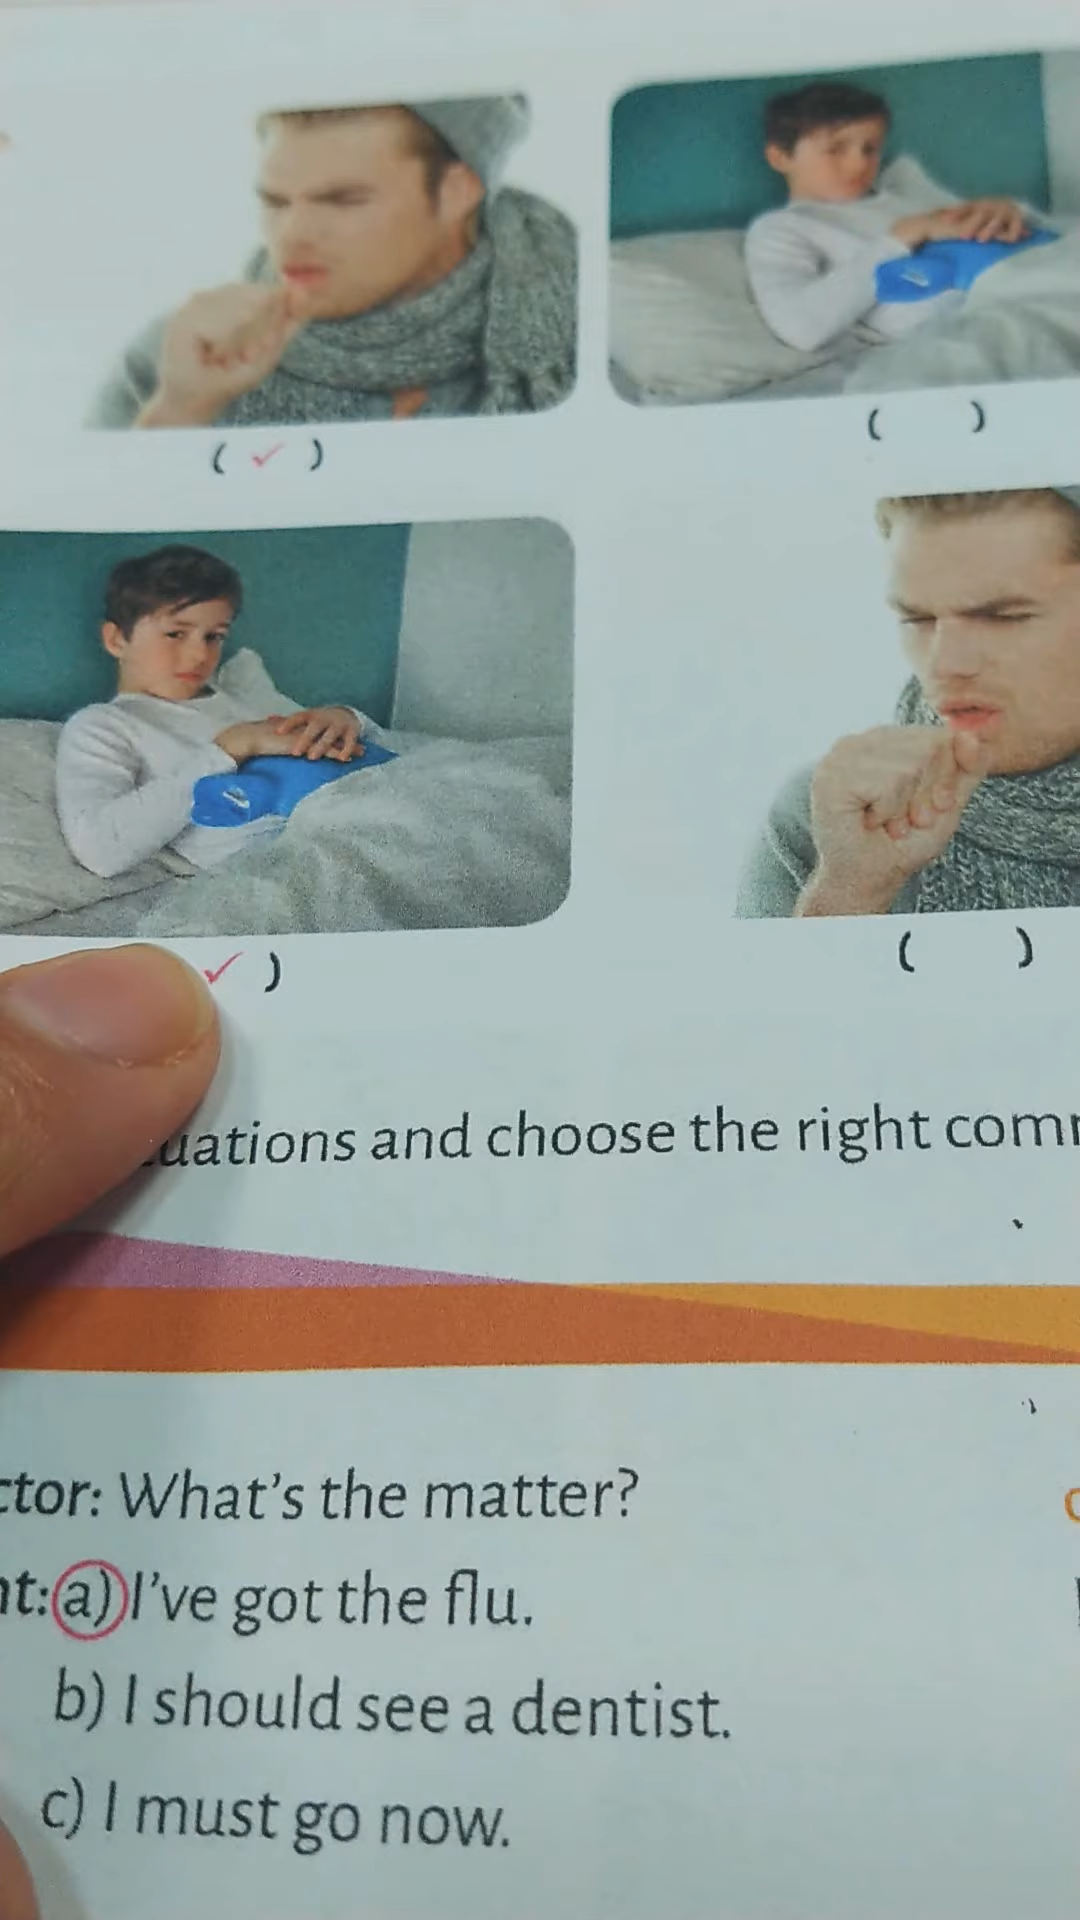 ( ✓ )
( )
✓ )
( )
uations and choose the right com
ctor: What's the matter?
nt: a) I've got the flu.
b) I should see a dentist.
c) I must go now.